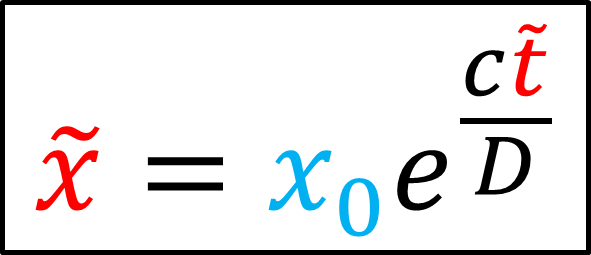 x̃ = x₀e^(ct̃/D)